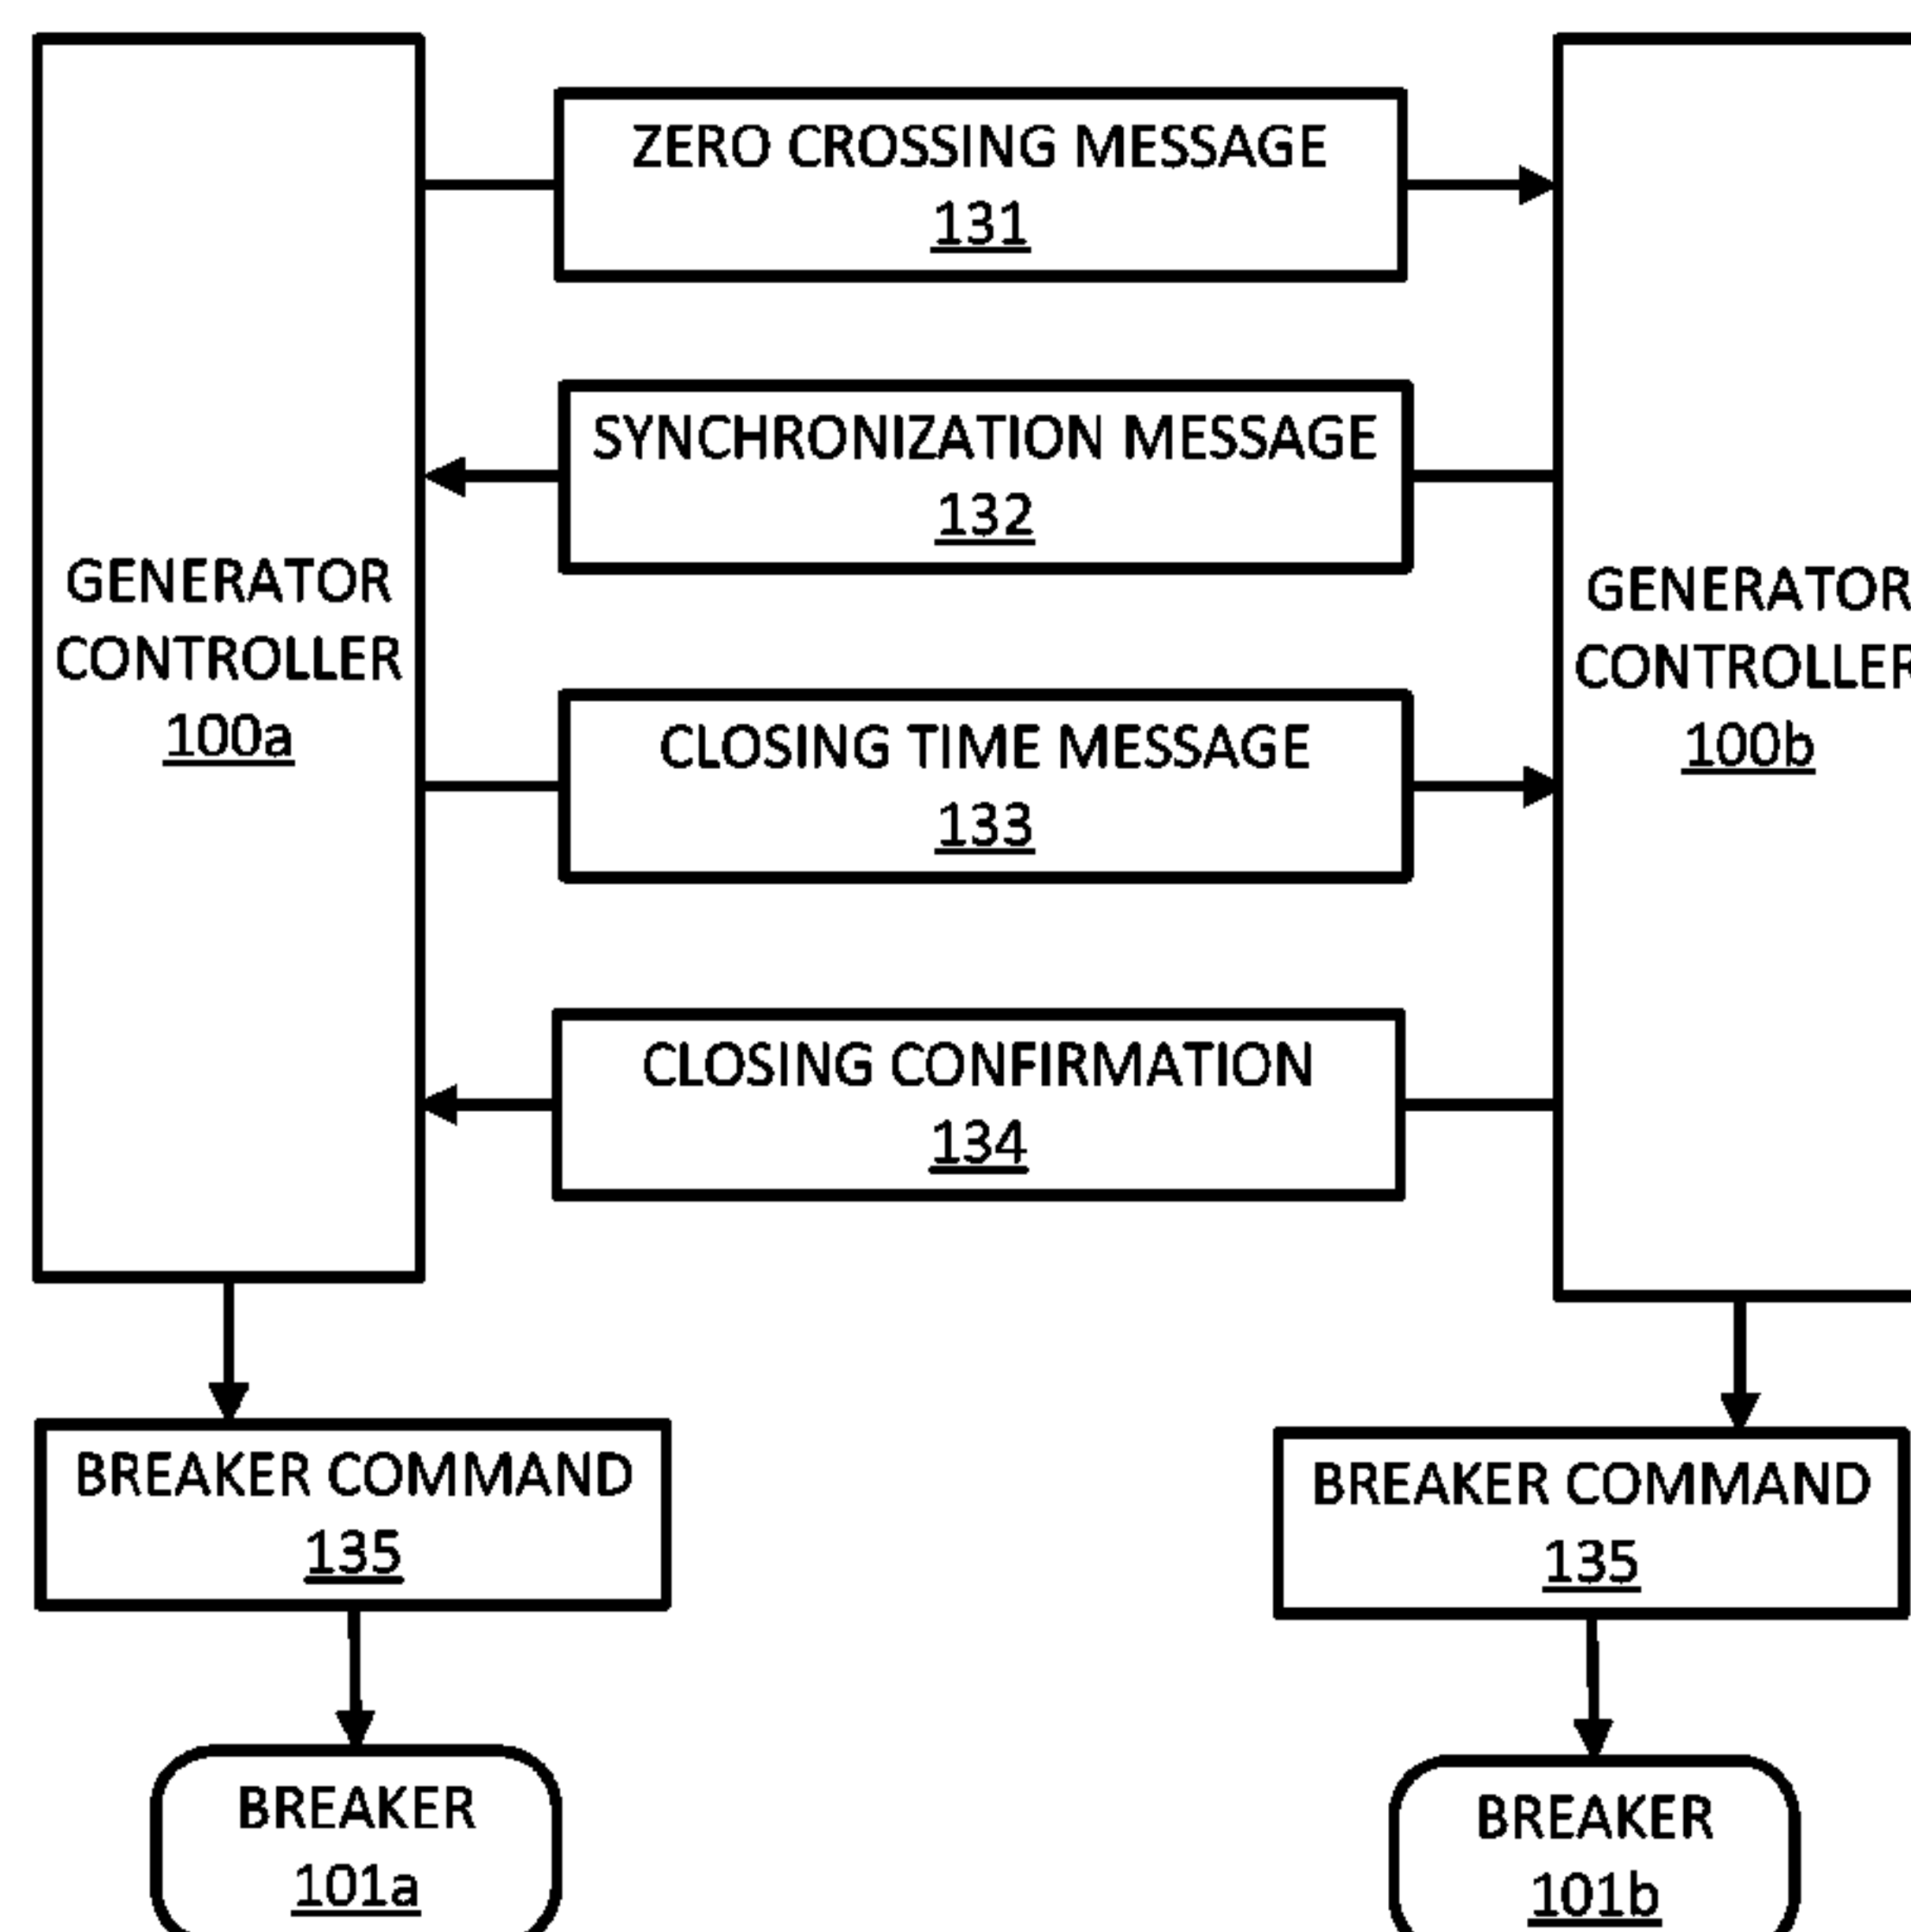 ZERO CROSSING MESSAGE
131
SYNCHRONIZATION MESSAGE
132
GENERATOR
CONTROLLER
100a
GENERATOR
CONTROLLER
100b
CLOSING TIME MESSAGE
133
CLOSING CONFIRMATION
134
BREAKER COMMAND
135
BREAKER COMMAND
135
BREAKER
101a
BREAKER
101b